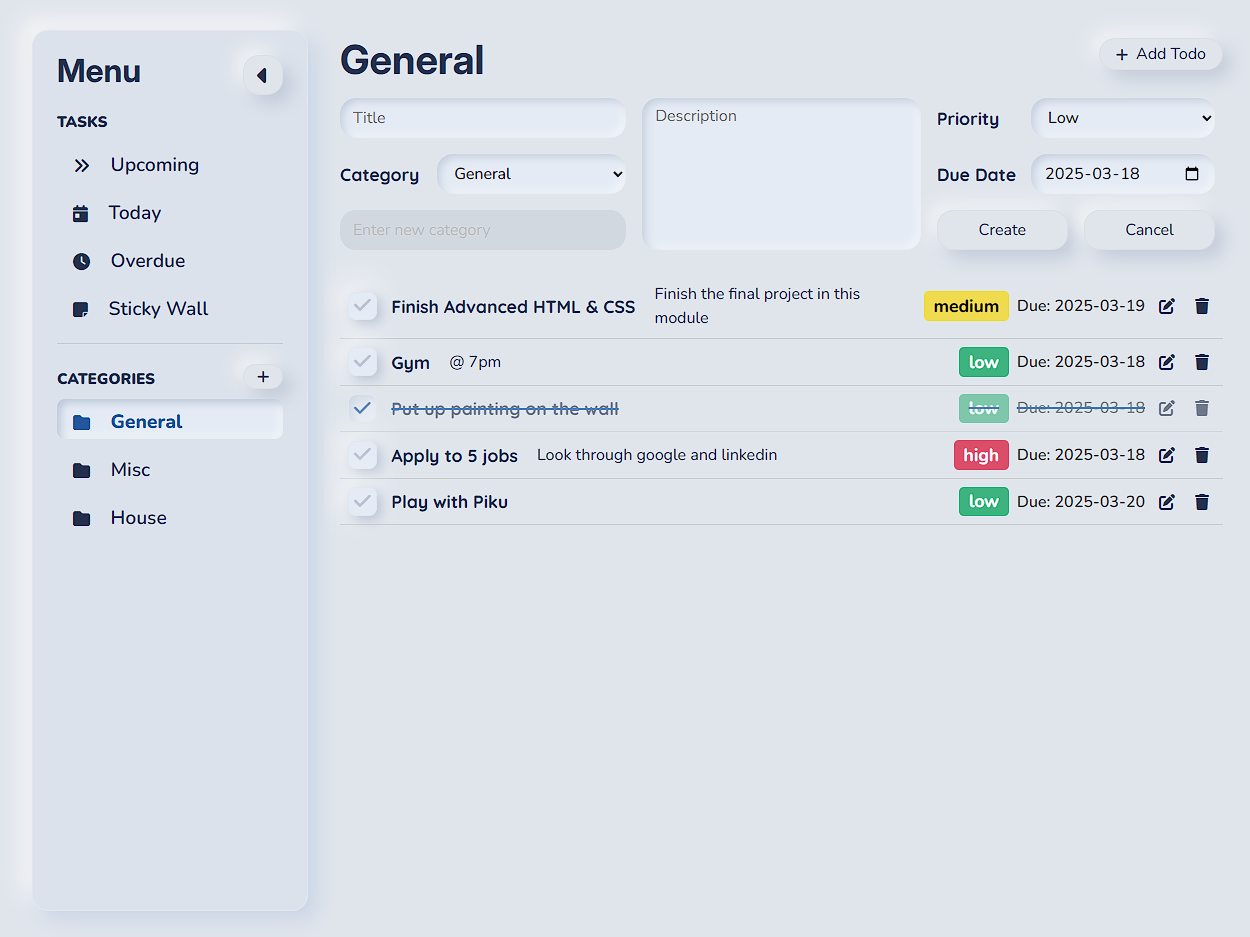 Menu
TASKS
Upcoming
Today
Overdue
Sticky Wall
CATEGORIES
+
General
Misc
House
General
+ Add Todo
Title
Category
General
Enter new category
Description
Priority
Low
Due Date
2025-03-18
Create
Cancel
Finish Advanced HTML & CSS
Finish the final project in this
module
medium
Due: 2025-03-19
Gym
@ 7pm
low
Due: 2025-03-18
Put up painting on the wall
low
Due: 2025-03-18
Apply to 5 jobs
Look through google and linkedin
high
Due: 2025-03-18
Play with Piku
low
Due: 2025-03-20